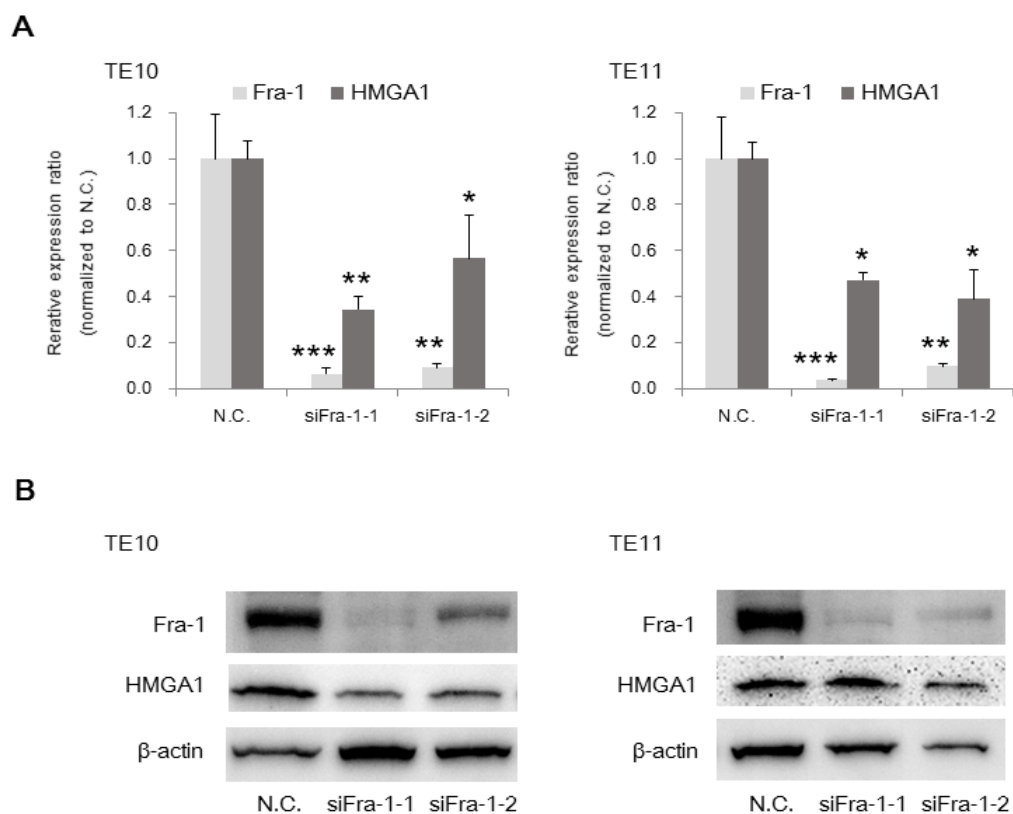 A
TE10
Fra-1 HMGA1
Rerative expression ratio
(normalized to N.C.)
1.2
1.0
0.8
0.6
0.4
0.2
0.0
*** ** ** *
N.C. siFra-1-1 siFra-1-2
TE11
Fra-1 HMGA1
Rerative expression ratio
(normalized to N.C.)
1.2
1.0
0.8
0.6
0.4
0.2
0.0
*** * ** *
N.C. siFra-1-1 siFra-1-2
B
TE10
Fra-1
HMGA1
β-actin
N.C. siFra-1-1 siFra-1-2
TE11
Fra-1
HMGA1
β-actin
N.C. siFra-1-1 siFra-1-2